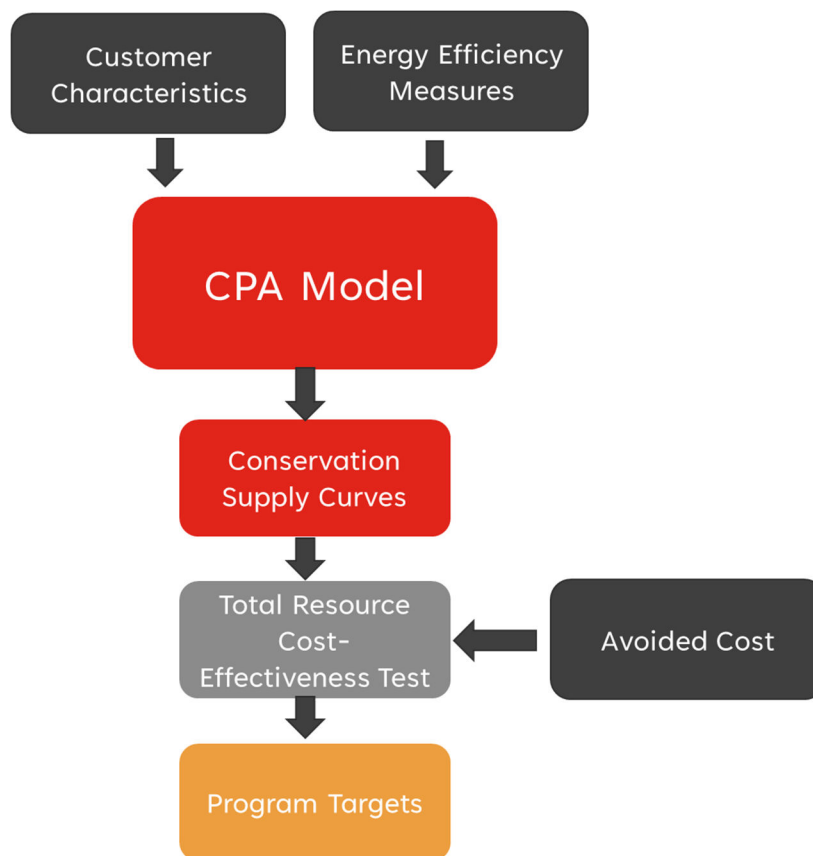 Customer
Characteristics
Energy Efficiency
Measures
CPA Model
Conservation
Supply Curves
Total Resource
Cost-
Effectiveness Test
Avoided Cost
Program Targets